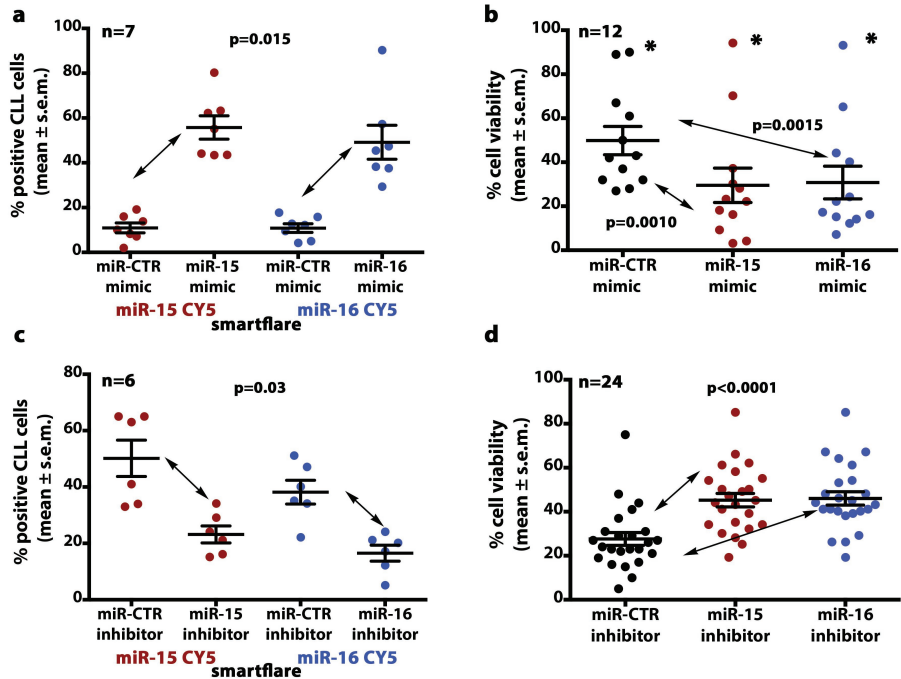 a
% positive CLL cells
(mean ± s.e.m.)
100
80
60
40
20
0
n=7
p=0.015
miR-CTR
mimic
miR-15
mimic
miR-CTR
mimic
miR-16
mimic
miR-15 CY5
miR-16 CY5
smartflare
b
% cell viability
(mean ± s.e.m.)
100
80
60
40
20
0
n=12
*
*
*
p=0.0015
p=0.0010
miR-CTR
mimic
miR-15
mimic
miR-16
mimic
c
% positive CLL cells
(mean ± s.e.m.)
80
60
40
20
0
n=6
p=0.03
miR-CTR
inhibitor
miR-15
inhibitor
miR-CTR
inhibitor
miR-16
inhibitor
miR-15 CY5
miR-16 CY5
smartflare
d
% cell viability
(mean ± s.e.m.)
100
80
60
40
20
0
n=24
p<0.0001
miR-CTR
inhibitor
miR-15
inhibitor
miR-16
inhibitor